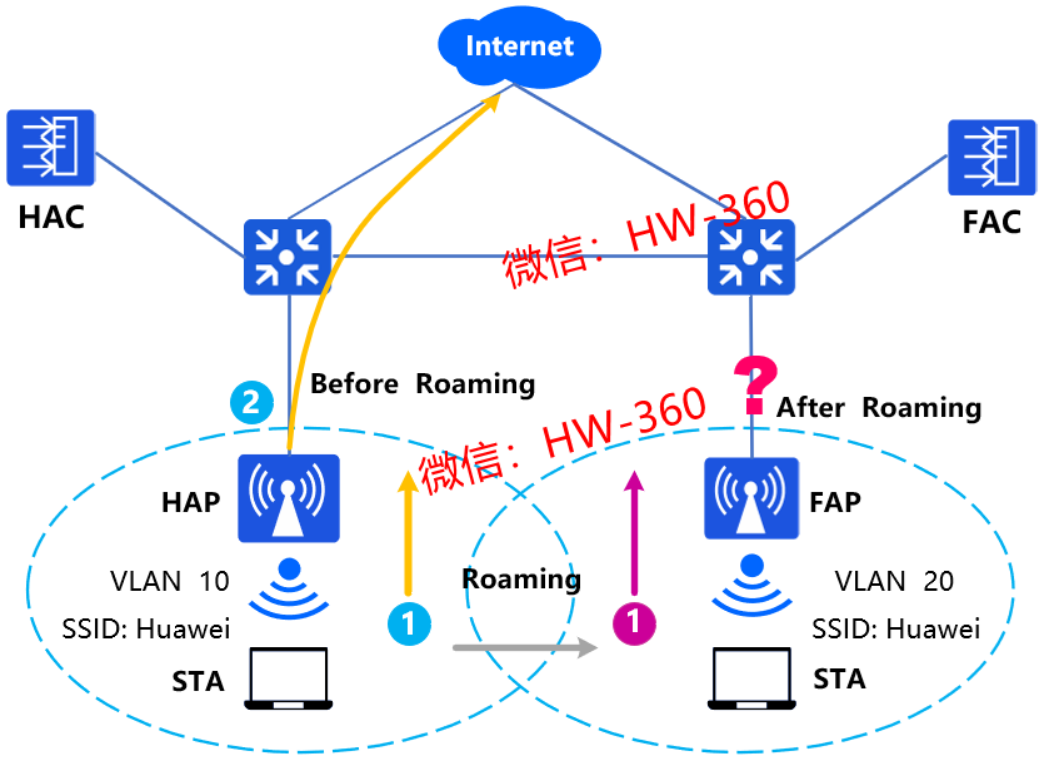 Internet
HAC
FAC
微信：HW-360
2
Before Roaming
?
After Roaming
微信：HW-360
HAP
FAP
VLAN 10
Roaming
VLAN 20
SSID: Huawei
1
1
SSID: Huawei
STA
STA